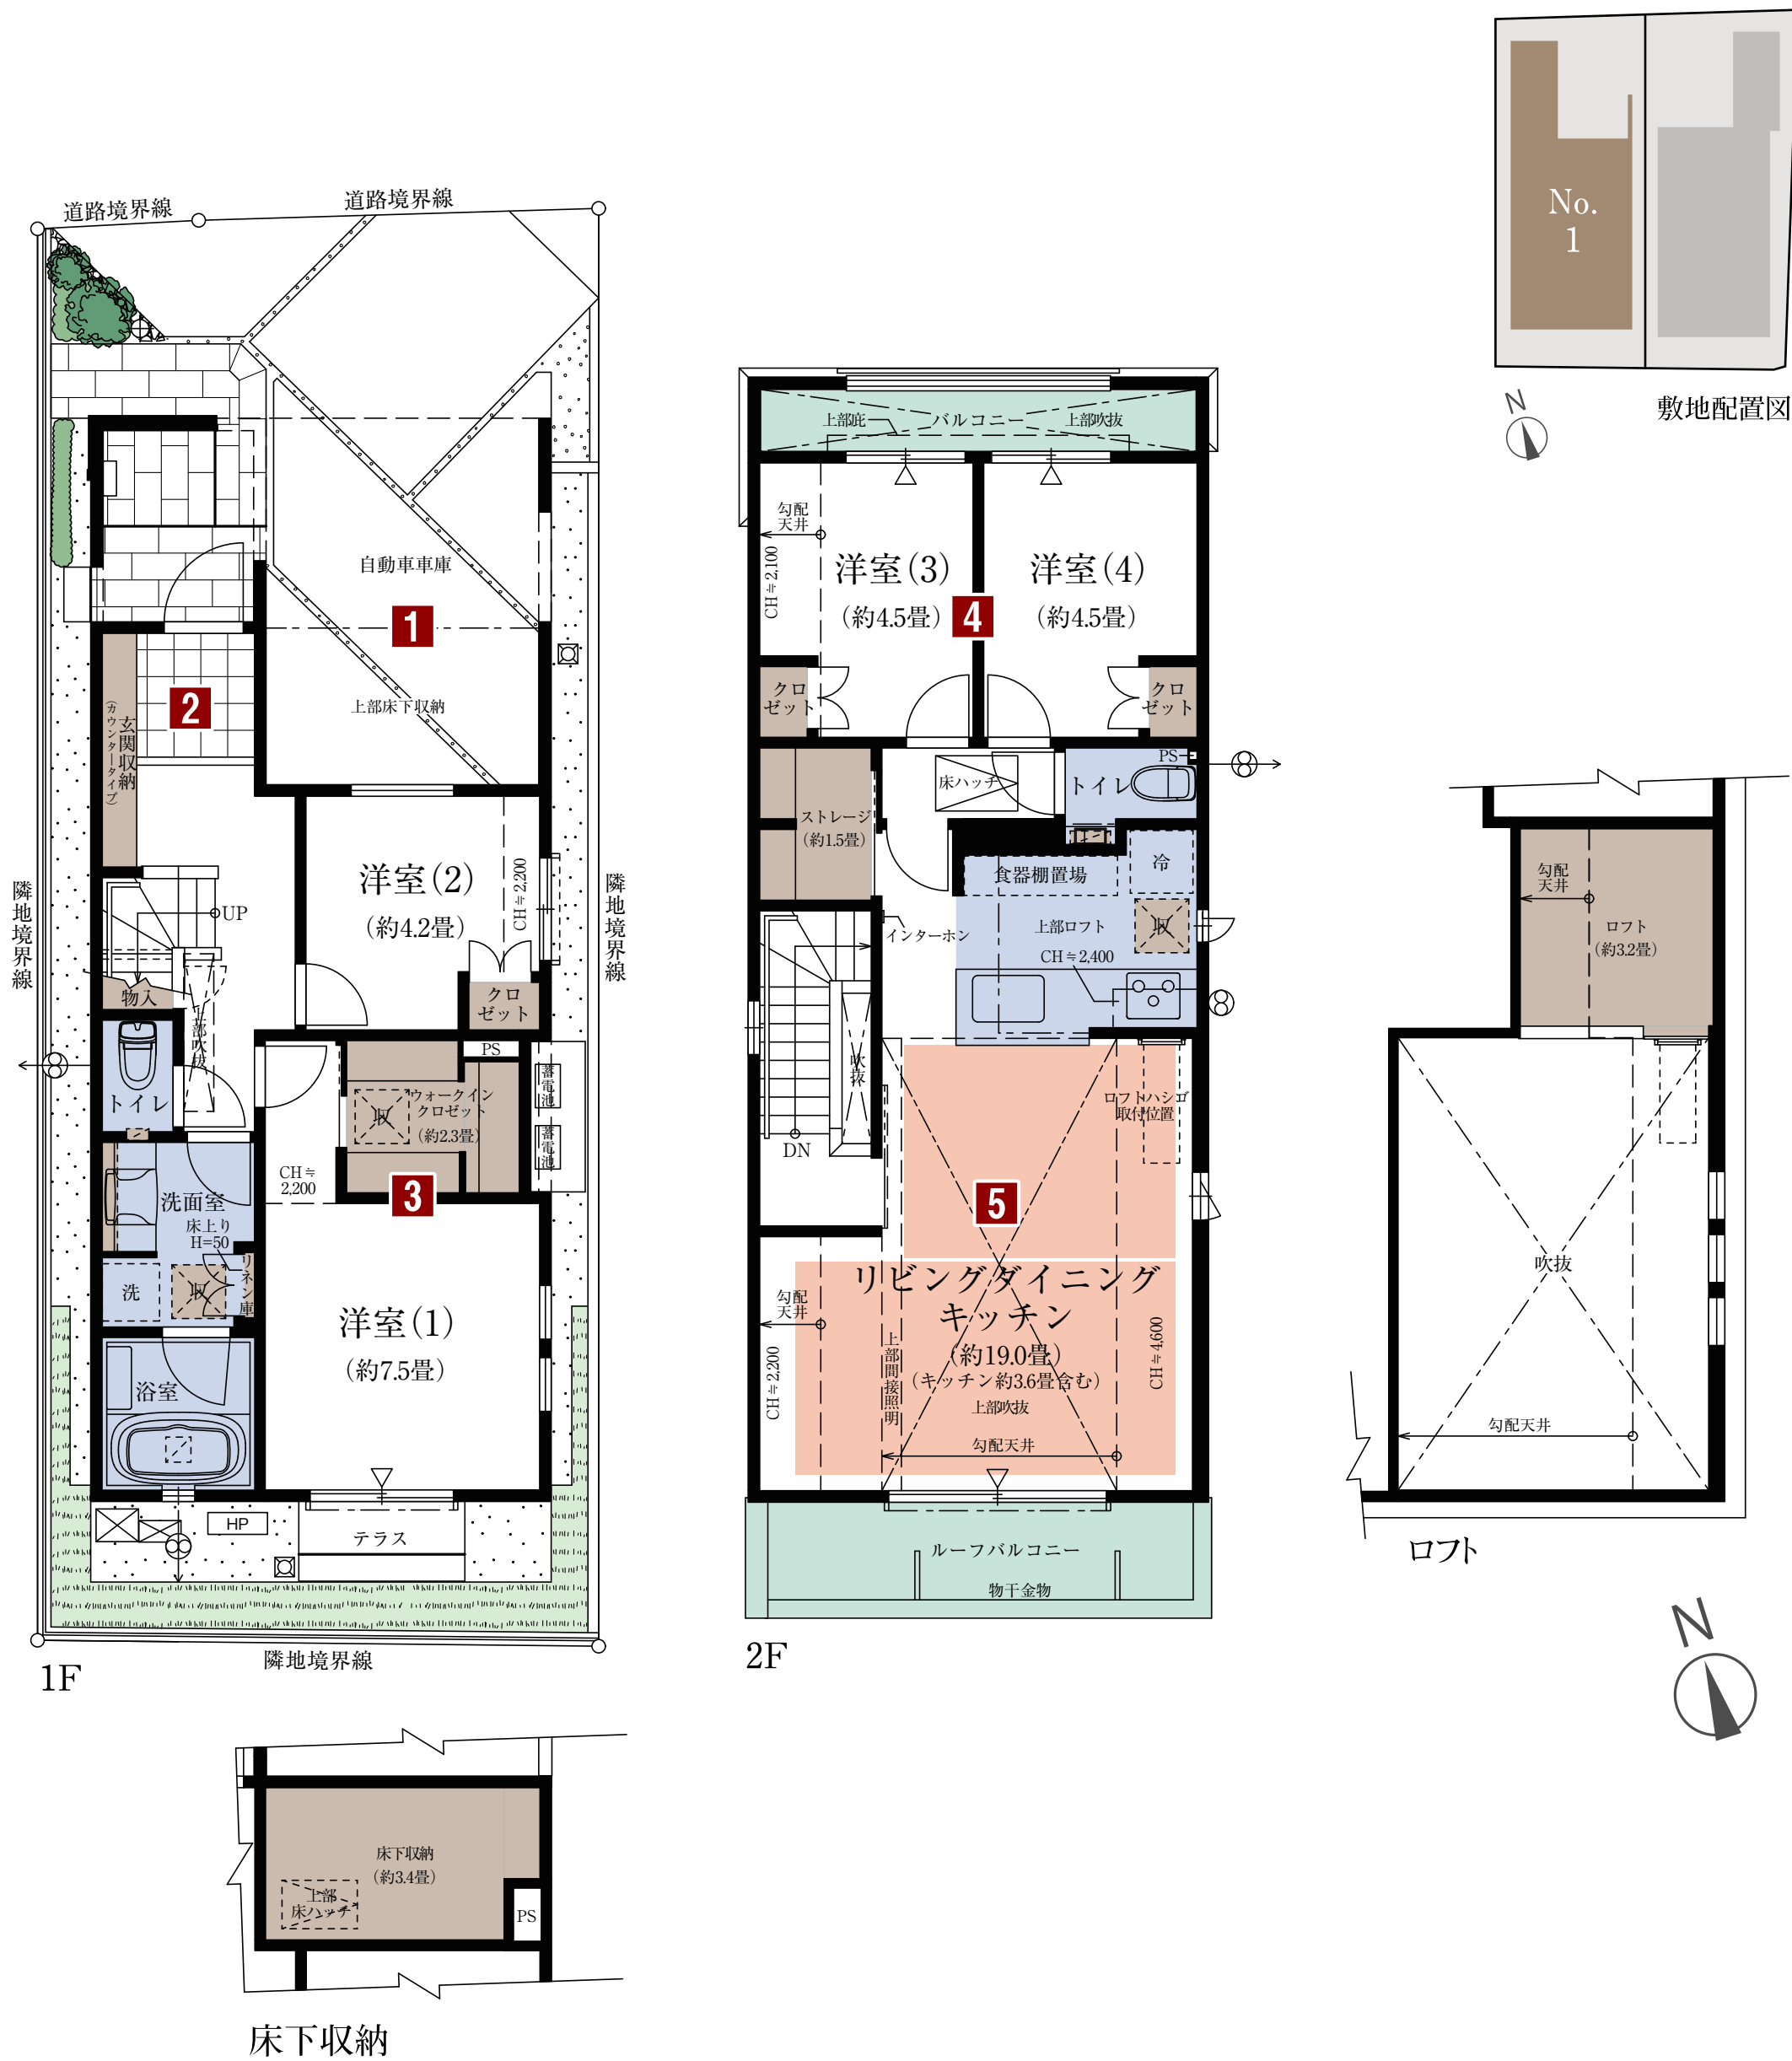 No.
1
N
敷地配置図
道路境界線
道路境界線
隣地境界線
隣地境界線
自動車車庫
1
上部床下収納
2
玄関収納
(カウンタータイプ)
洋室(2)
(約4.2畳)
CH≒2,200
クロ
ゼット
UP
物入
上部吹抜
トイレ
PS
ウォークイン
クロゼット
(約2.3畳)
収
蓄電池
蓄電池
3
CH≒
2,200
洗面室
床上り
H=50
リネン庫
洗
収
洋室(1)
(約7.5畳)
浴室
HP
テラス
隣地境界線
1F
上部庇
バルコニー
上部吹抜
勾配
天井
CH≒2,100
洋室(3)
(約4.5畳)
4
洋室(4)
(約4.5畳)
クロ
ゼット
クロ
ゼット
床ハッチ
トイレ
PS
ストレージ
(約1.5畳)
食器棚置場
冷
収
インターホン
上部ロフト
CH≒2,400
吹抜
DN
ロフトハシゴ
取付位置
5
リビングダイニング
キッチン
(約19.0畳)
(キッチン約3.6畳含む)
上部吹抜
勾配
天井
CH≒2,200
上部間接照明
CH≒4,600
勾配天井
ルーフバルコニー
物干金物
2F
勾配
天井
ロフト
(約3.2畳)
吹抜
勾配天井
ロフト
N
床下収納
(約3.4畳)
上部
床ハッチ
PS
床下収納